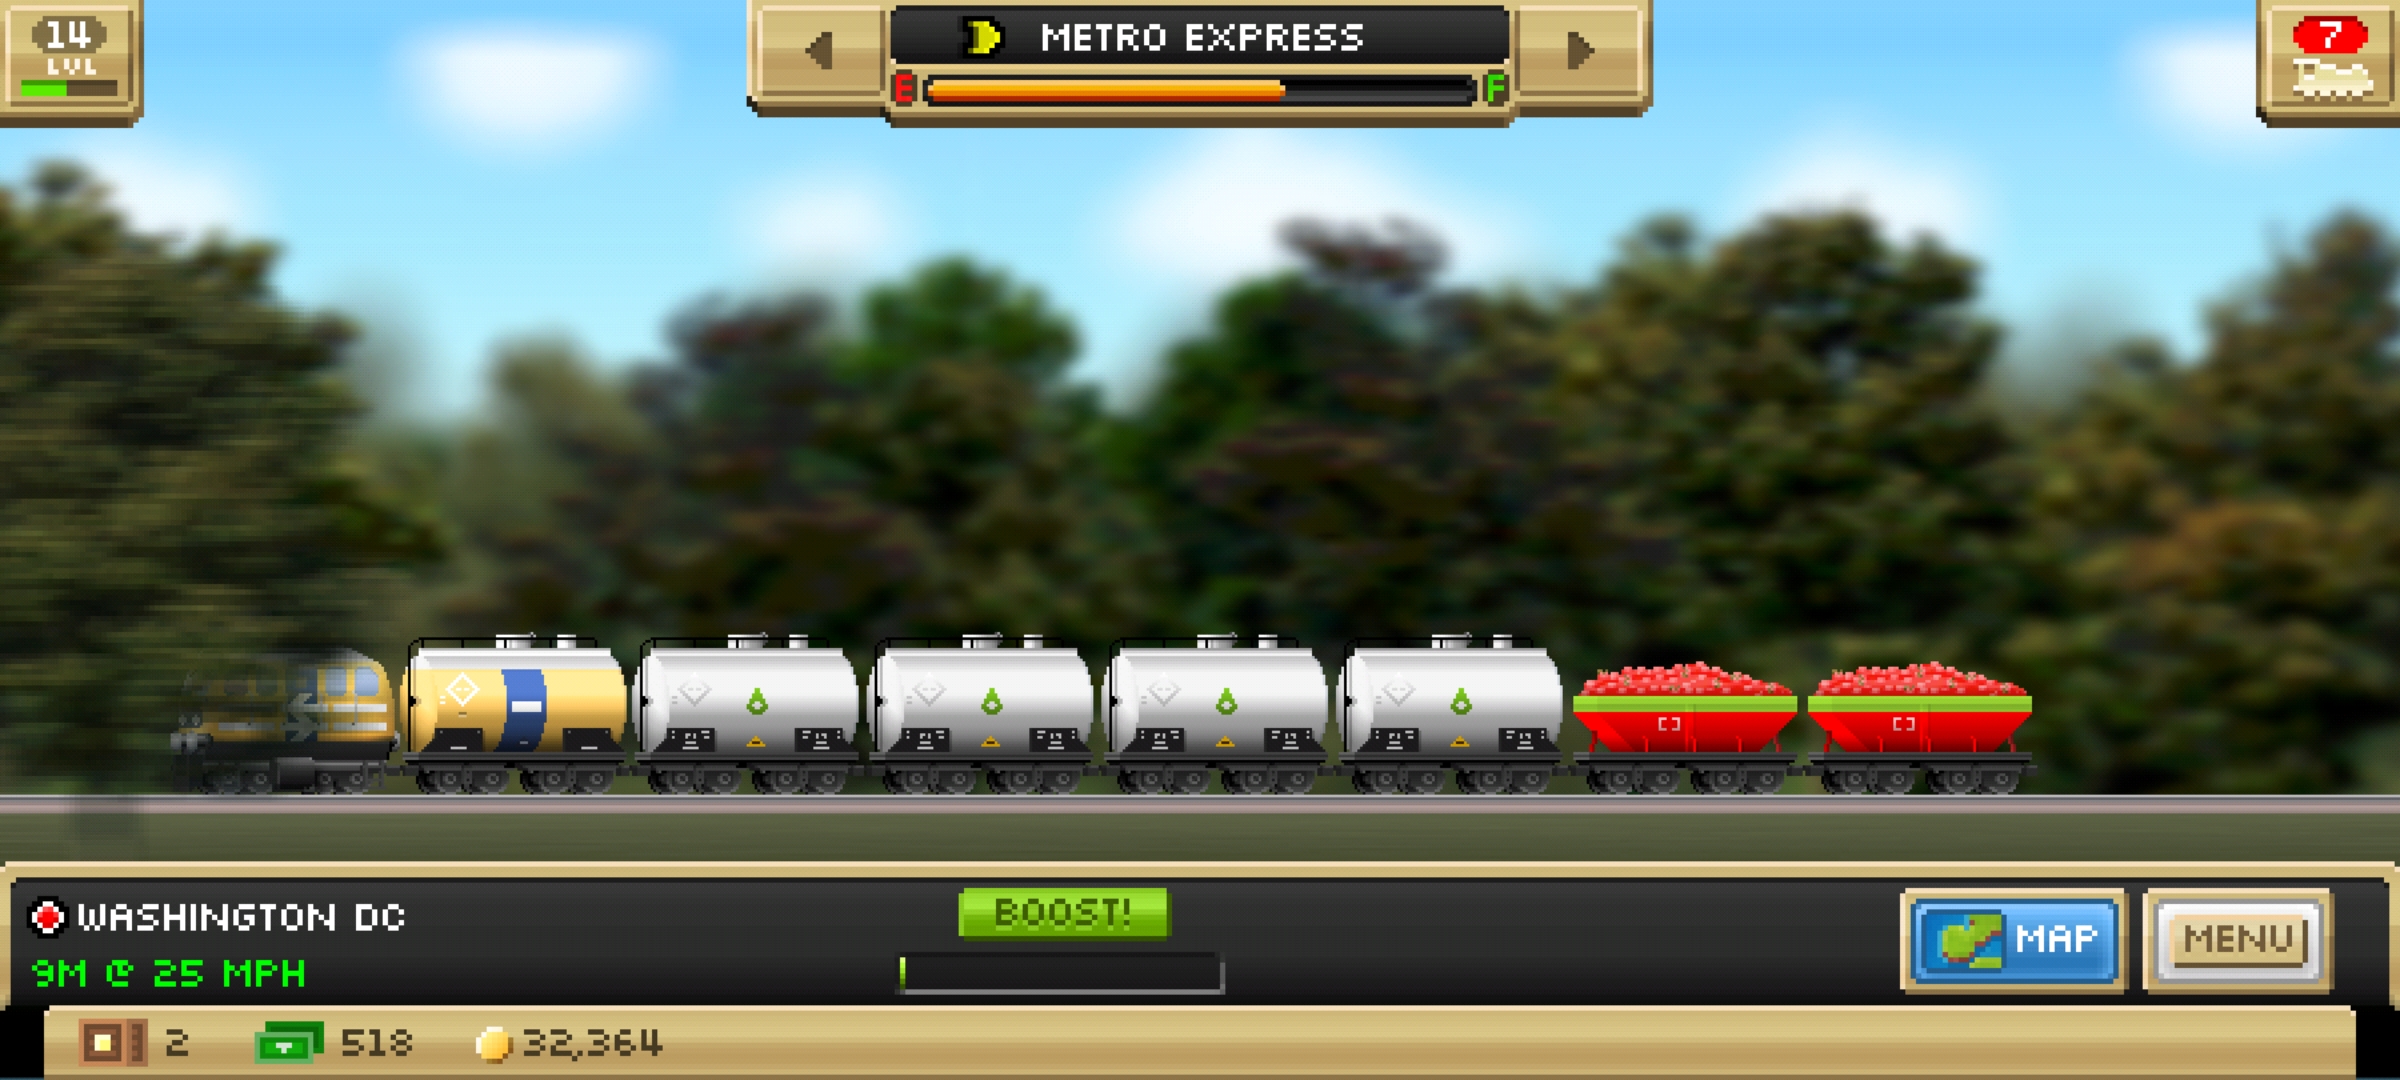 14
LVL
METRO EXPRESS
E F
7
WASHINGTON DC
9M @ 25 MPH
BOOST!
MAP
MENU
2
518
32,364